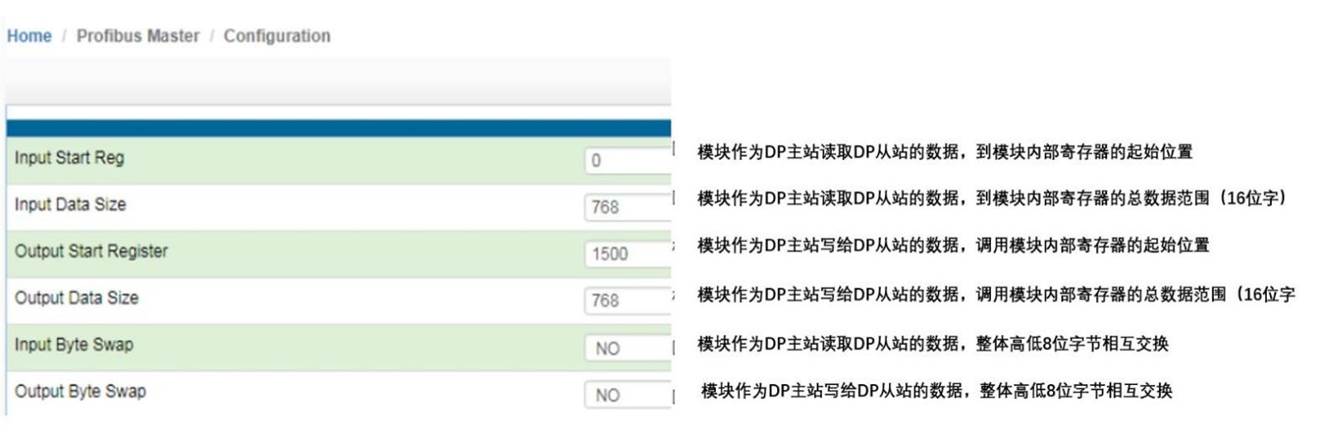 Home / Profibus Master / Configuration
Input Start Reg 0 模块作为DP主站读取DP从站的数据，到模块内部寄存器的起始位置
Input Data Size 768 模块作为DP主站读取DP从站的数据，到模块内部寄存器的总数据范围（16位字）
Output Start Register 1500 模块作为DP主站写给DP从站的数据，调用模块内部寄存器的起始位置
Output Data Size 768 模块作为DP主站写给DP从站的数据，调用模块内部寄存器的总数据范围（16位字
Input Byte Swap NO 模块作为DP主站读取DP从站的数据，整体高低8位字节相互交换
Output Byte Swap NO 模块作为DP主站写给DP从站的数据，整体高低8位字节相互交换